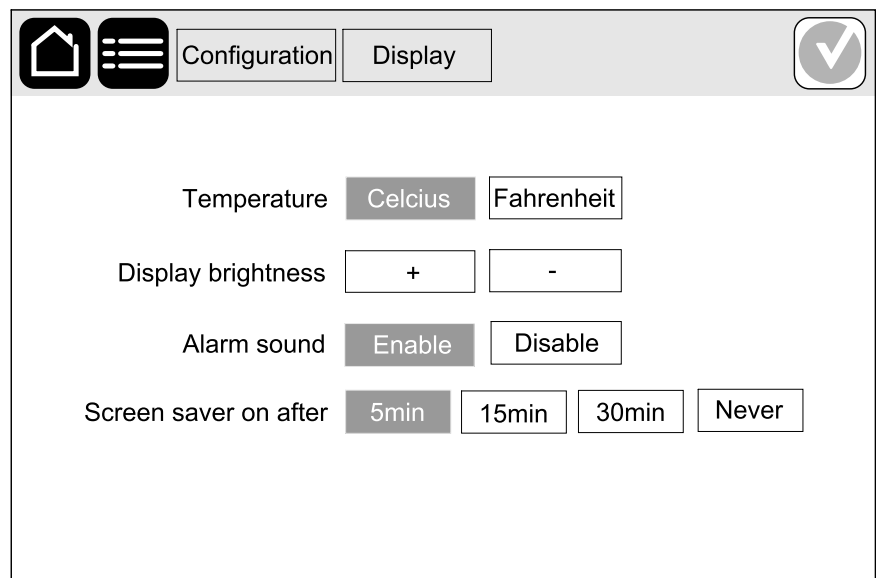 Configuration Display
Temperature Celcius Fahrenheit
Display brightness + -
Alarm sound Enable Disable
Screen saver on after 5min 15min 30min Never